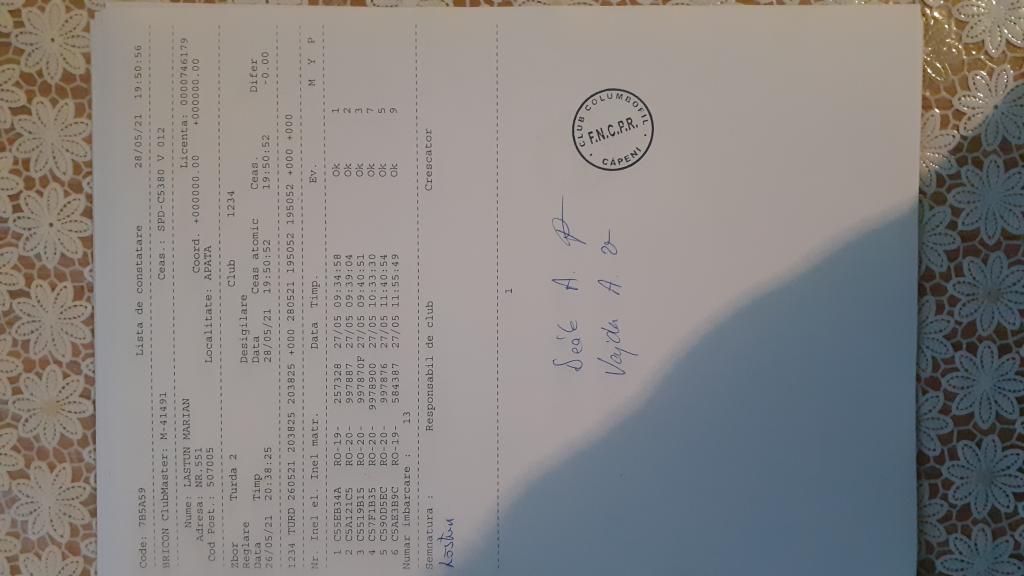 Code: 7B5A59 Lista de constatare 28/05/21 19:50:56
BRICON ClubMaster: M-41491 Ceas.: SPD-C5380 V 012
Nume: LASTUN MARIAN Licenta: 0000746179
Adresa: NR.551 Coord. +000000.00 +000000.00
Cod Post.: 507005 Localitate: APATA
Zbor Turda 2 Club 1234
Reglare Desigilare
Data Timp Data Ceas atomic Ceas. Difer
26/05/21 20:38:25 28/05/21 19:50:52 19:50:52 -0.00
1234 TURD 260521 203825 203825 +000 280521 195052 195052 +000 +000
Nr. Inel el. Inel matr. Data Timp. Ev. M Y P
1 C55EB34A RO-19- 257328 27/05 09:34:58 Ok 1
2 C5A121C5 RO-20- 997887 27/05 09:39:04 Ok 2
3 C5519B15 RO-20- 997870F 27/05 09:40:51 Ok 3
4 C57F1B35 RO-20- 9978900 27/05 10:33:30 Ok 7
5 C590D5EC RO-20- 997876 27/05 11:40:54 Ok 5
6 C5AE3B9C RO-19- 584387 27/05 11:55:49 Ok 9
Numar imbarcare : 13
Semnatura : Responsabil de club Crescator
1
Vajda A.
CLUB COLUMBOFIL
F.N.C.P.R.
CĂPENI